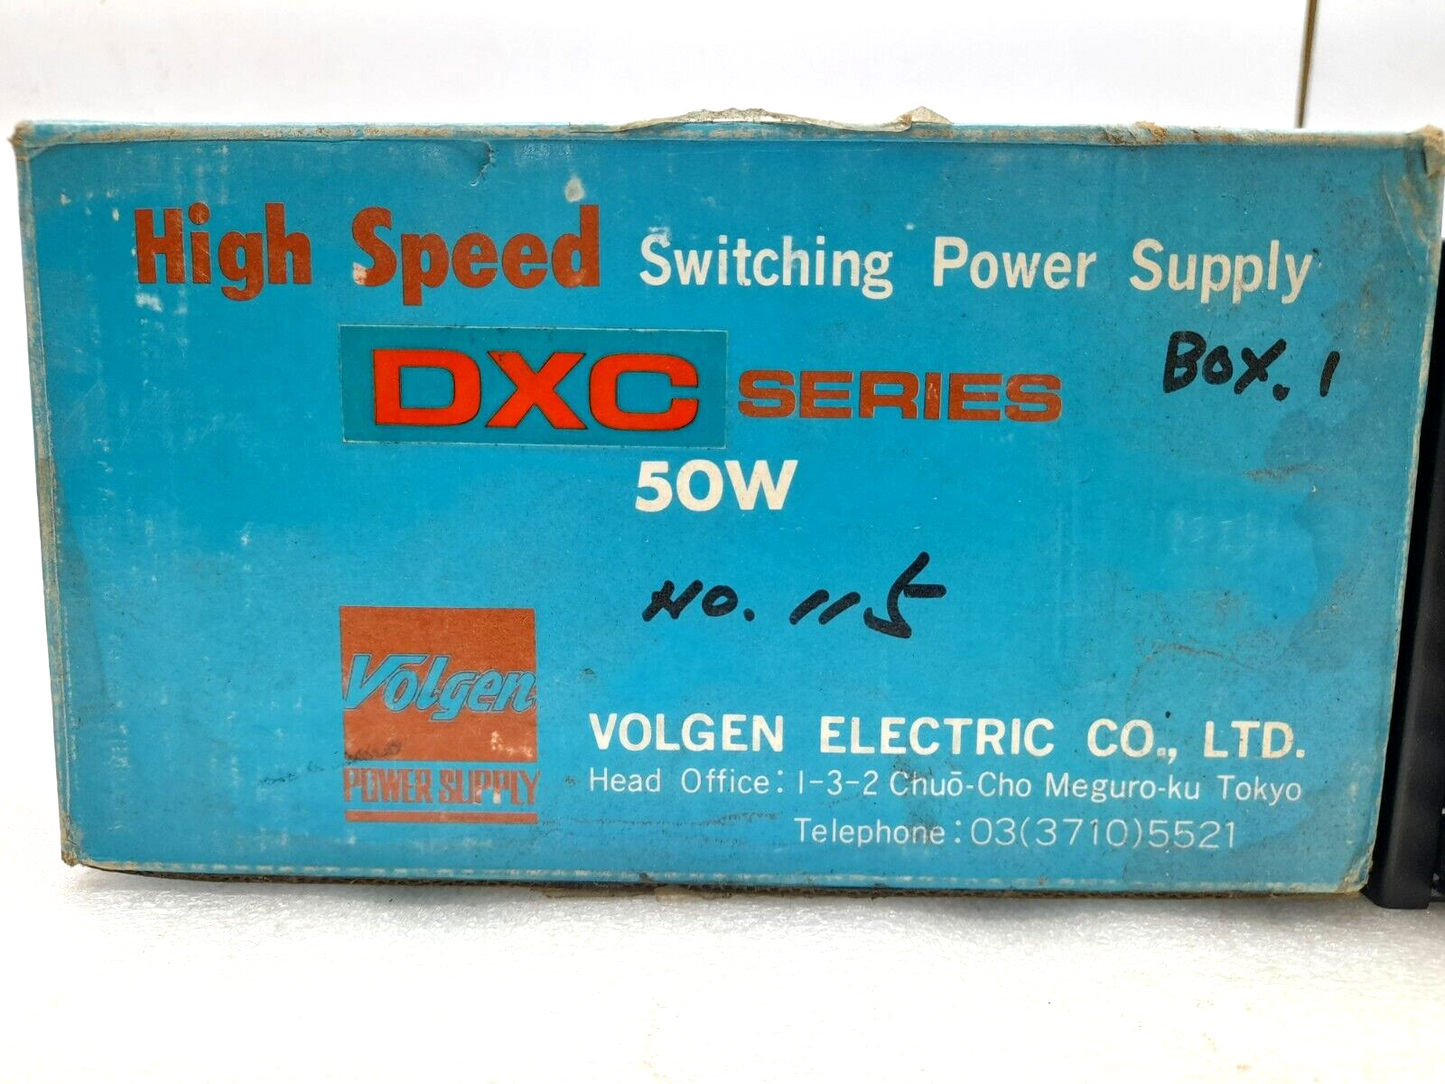 High Speed Switching Power Supply
BOX. 1
DXC SERIES
50W
NO. 115
Volgen
POWER SUPPLY
VOLGEN ELECTRIC CO., LTD.
Head Office: 1-3-2 Chuō-Cho Meguro-ku Tokyo
Telephone: 03(3710)5521